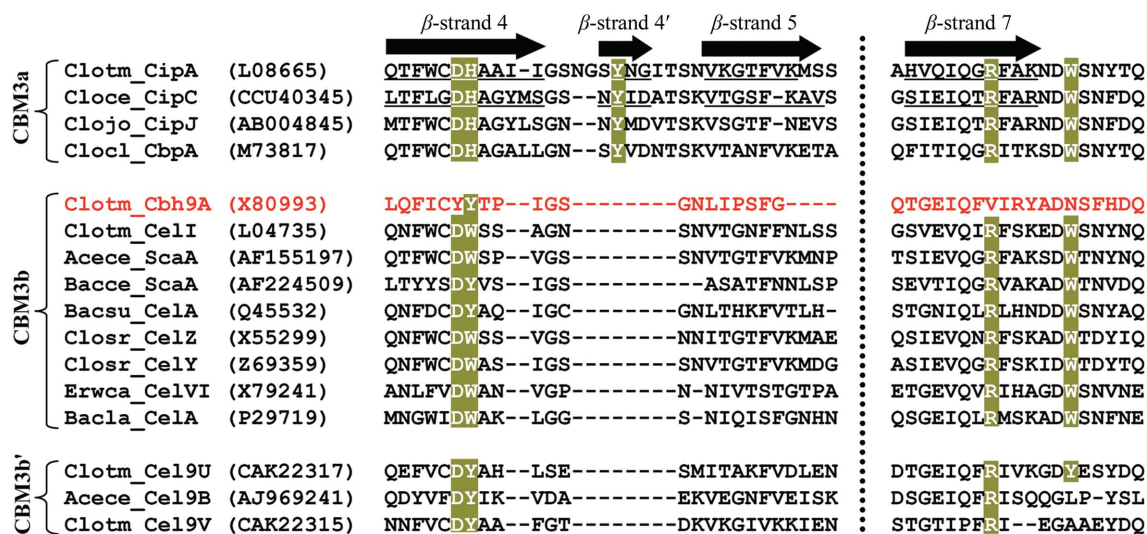 β-strand 4 β-strand 4′ β-strand 5 β-strand 7
CBM3a
Clotm_CipA (L08665) QTFWCDHAAI-IGSNGSYNGITSNVKGTFVKMSS AHVQIQGRFAKNDWSNYTQ
Cloce_CipC (CCU40345) LTFLGDHAGYMSGS--NYIDATSKVTGSF-KAVS GSIEIQTRFARNDWSNFDQ
Clojo_CipJ (AB004845) MTFWCDHAGYLSGN--NYMDVTSKVSGTF-NEVS GSIEIQTRFARNDWSNFDQ
Clocl_CbpA (M73817) QTFWCDHAGALLGN--SYVDNTSKVTANFVKETA QFITIQGRITKSDWSNYTQ
CBM3b
Clotm_Cbh9A (X80993) LQFICYYTP--IGS---------GNLIPSFG---- QTGEIQFVIRYADNSFHDQ
Clotm_CelI (L04735) QNFWCDWSS--AGN---------SNVTGNFFNLSS GSVEVQIRFSKEDWSNYNQ
Acece_ScaA (AF155197) QTFWCDWSP--VGS---------SNVTGTFVKMNP TSIEVQGRFAKSDWTNYNQ
Bacce_ScaA (AF224509) LTYYSDYVS--IGS-----------ASATFNNLSP SEVTIQGRVAKADWTNVDQ
Bacsu_CelA (Q45532) QNFDCDYAQ--IGC---------GNLTHKFVTLH- STGNIQLRLHNDDWSNYAQ
Closr_CelZ (X55299) QNFWCDWSS--VGS---------NNITGTFVKMAE QSGNIQVNRFSKADWTDYIQ
Closr_CelY (Z69359) QNFWCDWAS--IGS---------SNVTGTFVKMDG ASIEVQGRFSKIDWTDYTQ
Erwca_CelVI (X79241) ANLFVDWAN--VGP---------N-NIVTSTGTPA ETGEVQVRIHAGDWSNVNE
Bacla_CelA (P29719) MNGWIDWAK--LGG---------S-NIQISFGNHN QSGEIQLRMSKADWSNFNE
CBM3b'
Clotm_Cel9U (CAK22317) QEFVCDYAH--LSE---------SMITAKFVDLEN DTGEIQFRIVKGDYESYDQ
Acece_Cel9B (AJ969241) QDYVFDYIK--VDA---------EKVEGNFVEISK DSGEIQFRISQQGLP-YSL
Clotm_Cel9V (CAK22315) NNFVCDYAA--FGT---------DKVKGIVKKIEN STGTIPFRI--EGAAEYDQ